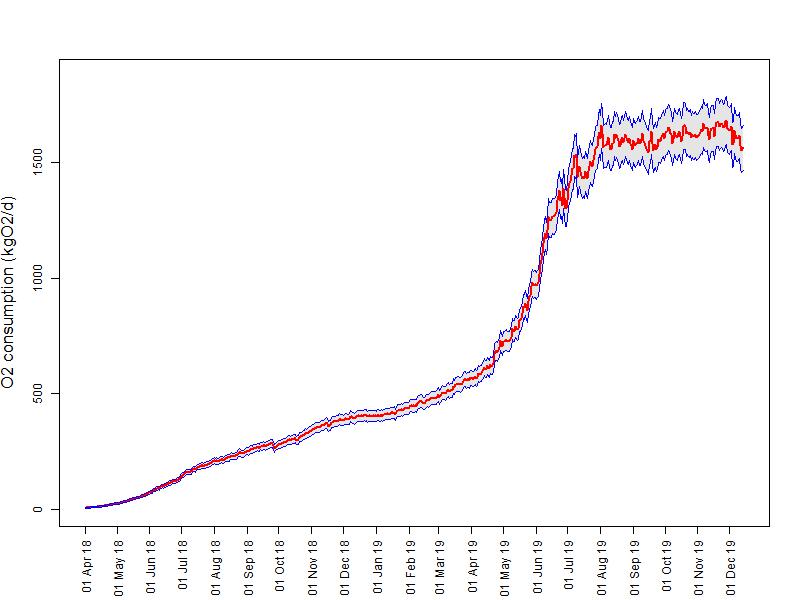 O2 consumption (kgO2/d)
1500
1000
500
0
01 Apr 18
01 May 18
01 Jun 18
01 Jul 18
01 Aug 18
01 Sep 18
01 Oct 18
01 Nov 18
01 Dec 18
01 Jan 19
01 Feb 19
01 Mar 19
01 Apr 19
01 May 19
01 Jun 19
01 Jul 19
01 Aug 19
01 Sep 19
01 Oct 19
01 Nov 19
01 Dec 19